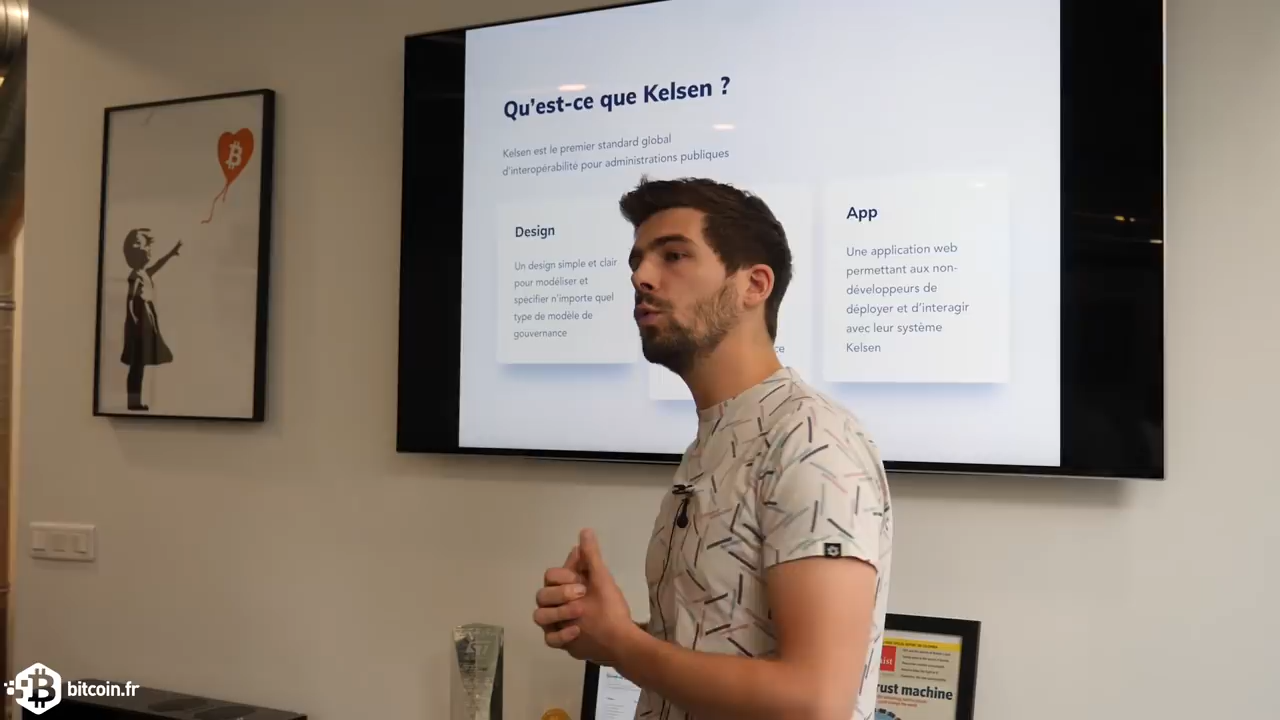 Qu'est-ce que Kelsen ?
Kelsen est le premier standard global
d'interopérabilité pour administrations publiques
Design
Un design simple et clair
pour modéliser et
spécifier n'importe quel
type de modèle de
gouvernance
ce
App
Une application web
permettant aux non-
développeurs de
déployer et d'interagir
avec leur système
Kelsen
rust machine
bitcoin.fr